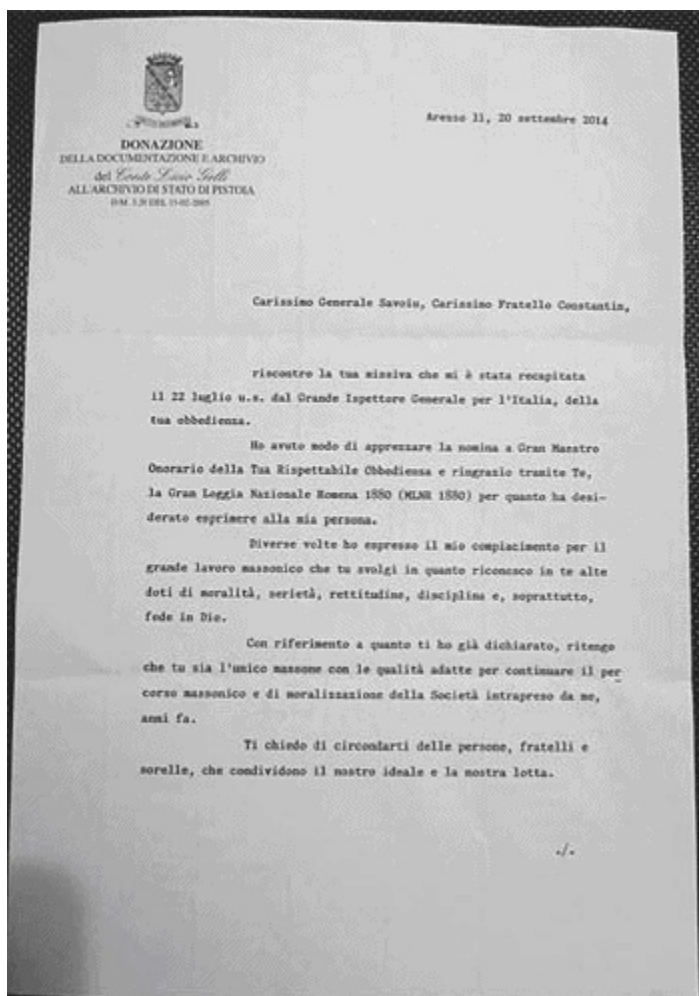 DONAZIONE
DELLA DOCUMENTAZIONE E ARCHIVIO
del Conte Licio Gelli
ALL'ARCHIVIO DI STATO DI PISTOIA
Arezzo lì, 20 settembre 2014
Carissimo Generale Savoiu, Carissimo Fratello Constantin,
riscontro la tua missiva che mi è stata recapitata
il 22 luglio u.s. dal Grande Ispettore Generale per l'Italia, della
tua obbedienza.
Ho avuto modo di apprezzare la nomina a Gran Maestro
Onorario della Tua Rispettabile Obbedienza e ringrazio tramite Te,
la Gran Loggia Nazionale Romena 1880 (MLNR 1880) per quanto ha desi-
derato esprimere alla mia persona.
Diverse volte ho espresso il mio compiacimento per il
grande lavoro massonico che tu svolgi in quanto riconosco in te alte
doti di moralità, serietà, rettitudine, disciplina e, soprattutto,
fede in Dio.
Con riferimento a quanto ti ho già dichiarato, ritengo
che tu sia l'unico massone con le qualità adatte per continuare il per
corso massonico e di moralizzazione della Società intrapreso da me,
anni fa.
Ti chiedo di circondarti delle persone, fratelli e
sorelle, che condividono il nostro ideale e la nostra lotta.
./.